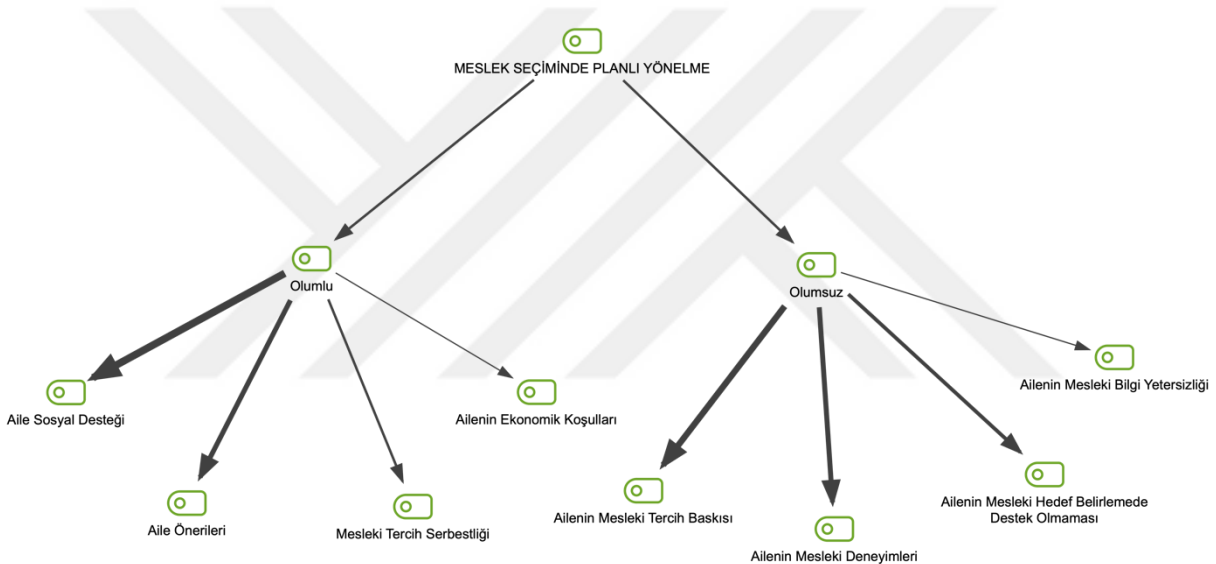 MESLEK SEÇİMİNDE PLANLI YÖNELME
Olumlu
Olumsuz
Aile Sosyal Desteği
Ailenin Ekonomik Koşulları
Ailenin Mesleki Bilgi Yetersizliği
Aile Önerileri
Mesleki Tercih Serbestliği
Ailenin Mesleki Tercih Baskısı
Ailenin Mesleki Deneyimleri
Ailenin Mesleki Hedef Belirlemede
Destek Olmaması